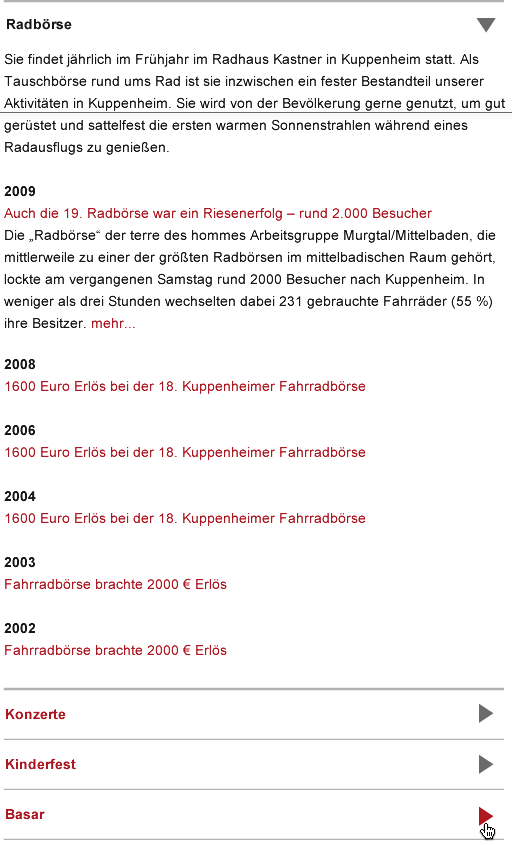 Radbörse
Sie findet jährlich im Frühjahr im Radhaus Kastner in Kuppenheim statt. Als
Tauschbörse rund ums Rad ist sie inzwischen ein fester Bestandteil unserer
Aktivitäten in Kuppenheim. Sie wird von der Bevölkerung gerne genutzt, um gut
gerüstet und sattelfest die ersten warmen Sonnenstrahlen während eines
Radausflugs zu genießen.
2009
Auch die 19. Radbörse war ein Riesenerfolg – rund 2.000 Besucher
Die „Radbörse“ der terre des hommes Arbeitsgruppe Murgtal/Mittelbaden, die
mittlerweile zu einer der größten Radbörsen im mittelbadischen Raum gehört,
lockte am vergangenen Samstag rund 2000 Besucher nach Kuppenheim. In
weniger als drei Stunden wechselten dabei 231 gebrauchte Fahrräder (55 %)
ihre Besitzer. mehr...
2008
1600 Euro Erlös bei der 18. Kuppenheimer Fahrradbörse
2006
1600 Euro Erlös bei der 18. Kuppenheimer Fahrradbörse
2004
1600 Euro Erlös bei der 18. Kuppenheimer Fahrradbörse
2003
Fahrradbörse brachte 2000 € Erlös
2002
Fahrradbörse brachte 2000 € Erlös
Konzerte
Kinderfest
Basar